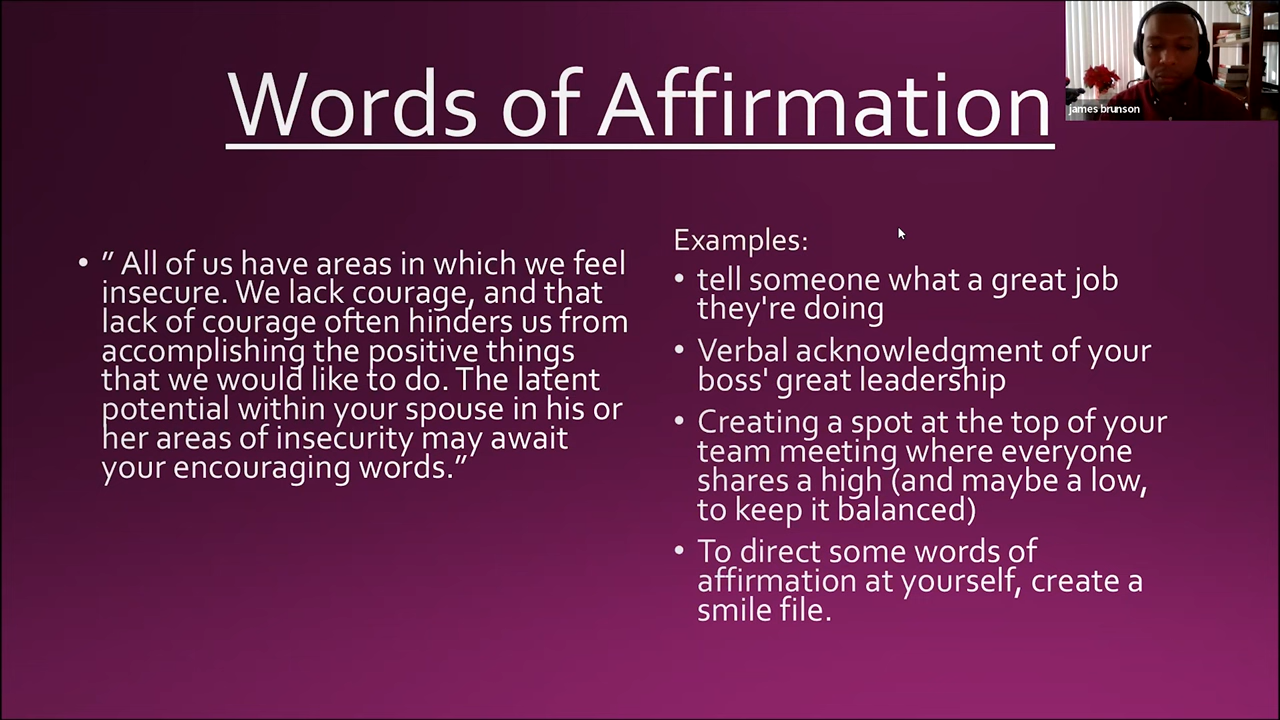 Words of Affirmation
james brunson
• ” All of us have areas in which we feel
insecure. We lack courage, and that
lack of courage often hinders us from
accomplishing the positive things
that we would like to do. The latent
potential within your spouse in his or
her areas of insecurity may await
your encouraging words.”
Examples:
• tell someone what a great job
they're doing
• Verbal acknowledgment of your
boss' great leadership
• Creating a spot at the top of your
team meeting where everyone
shares a high (and maybe a low,
to keep it balanced)
• To direct some words of
affirmation at yourself, create a
smile file.